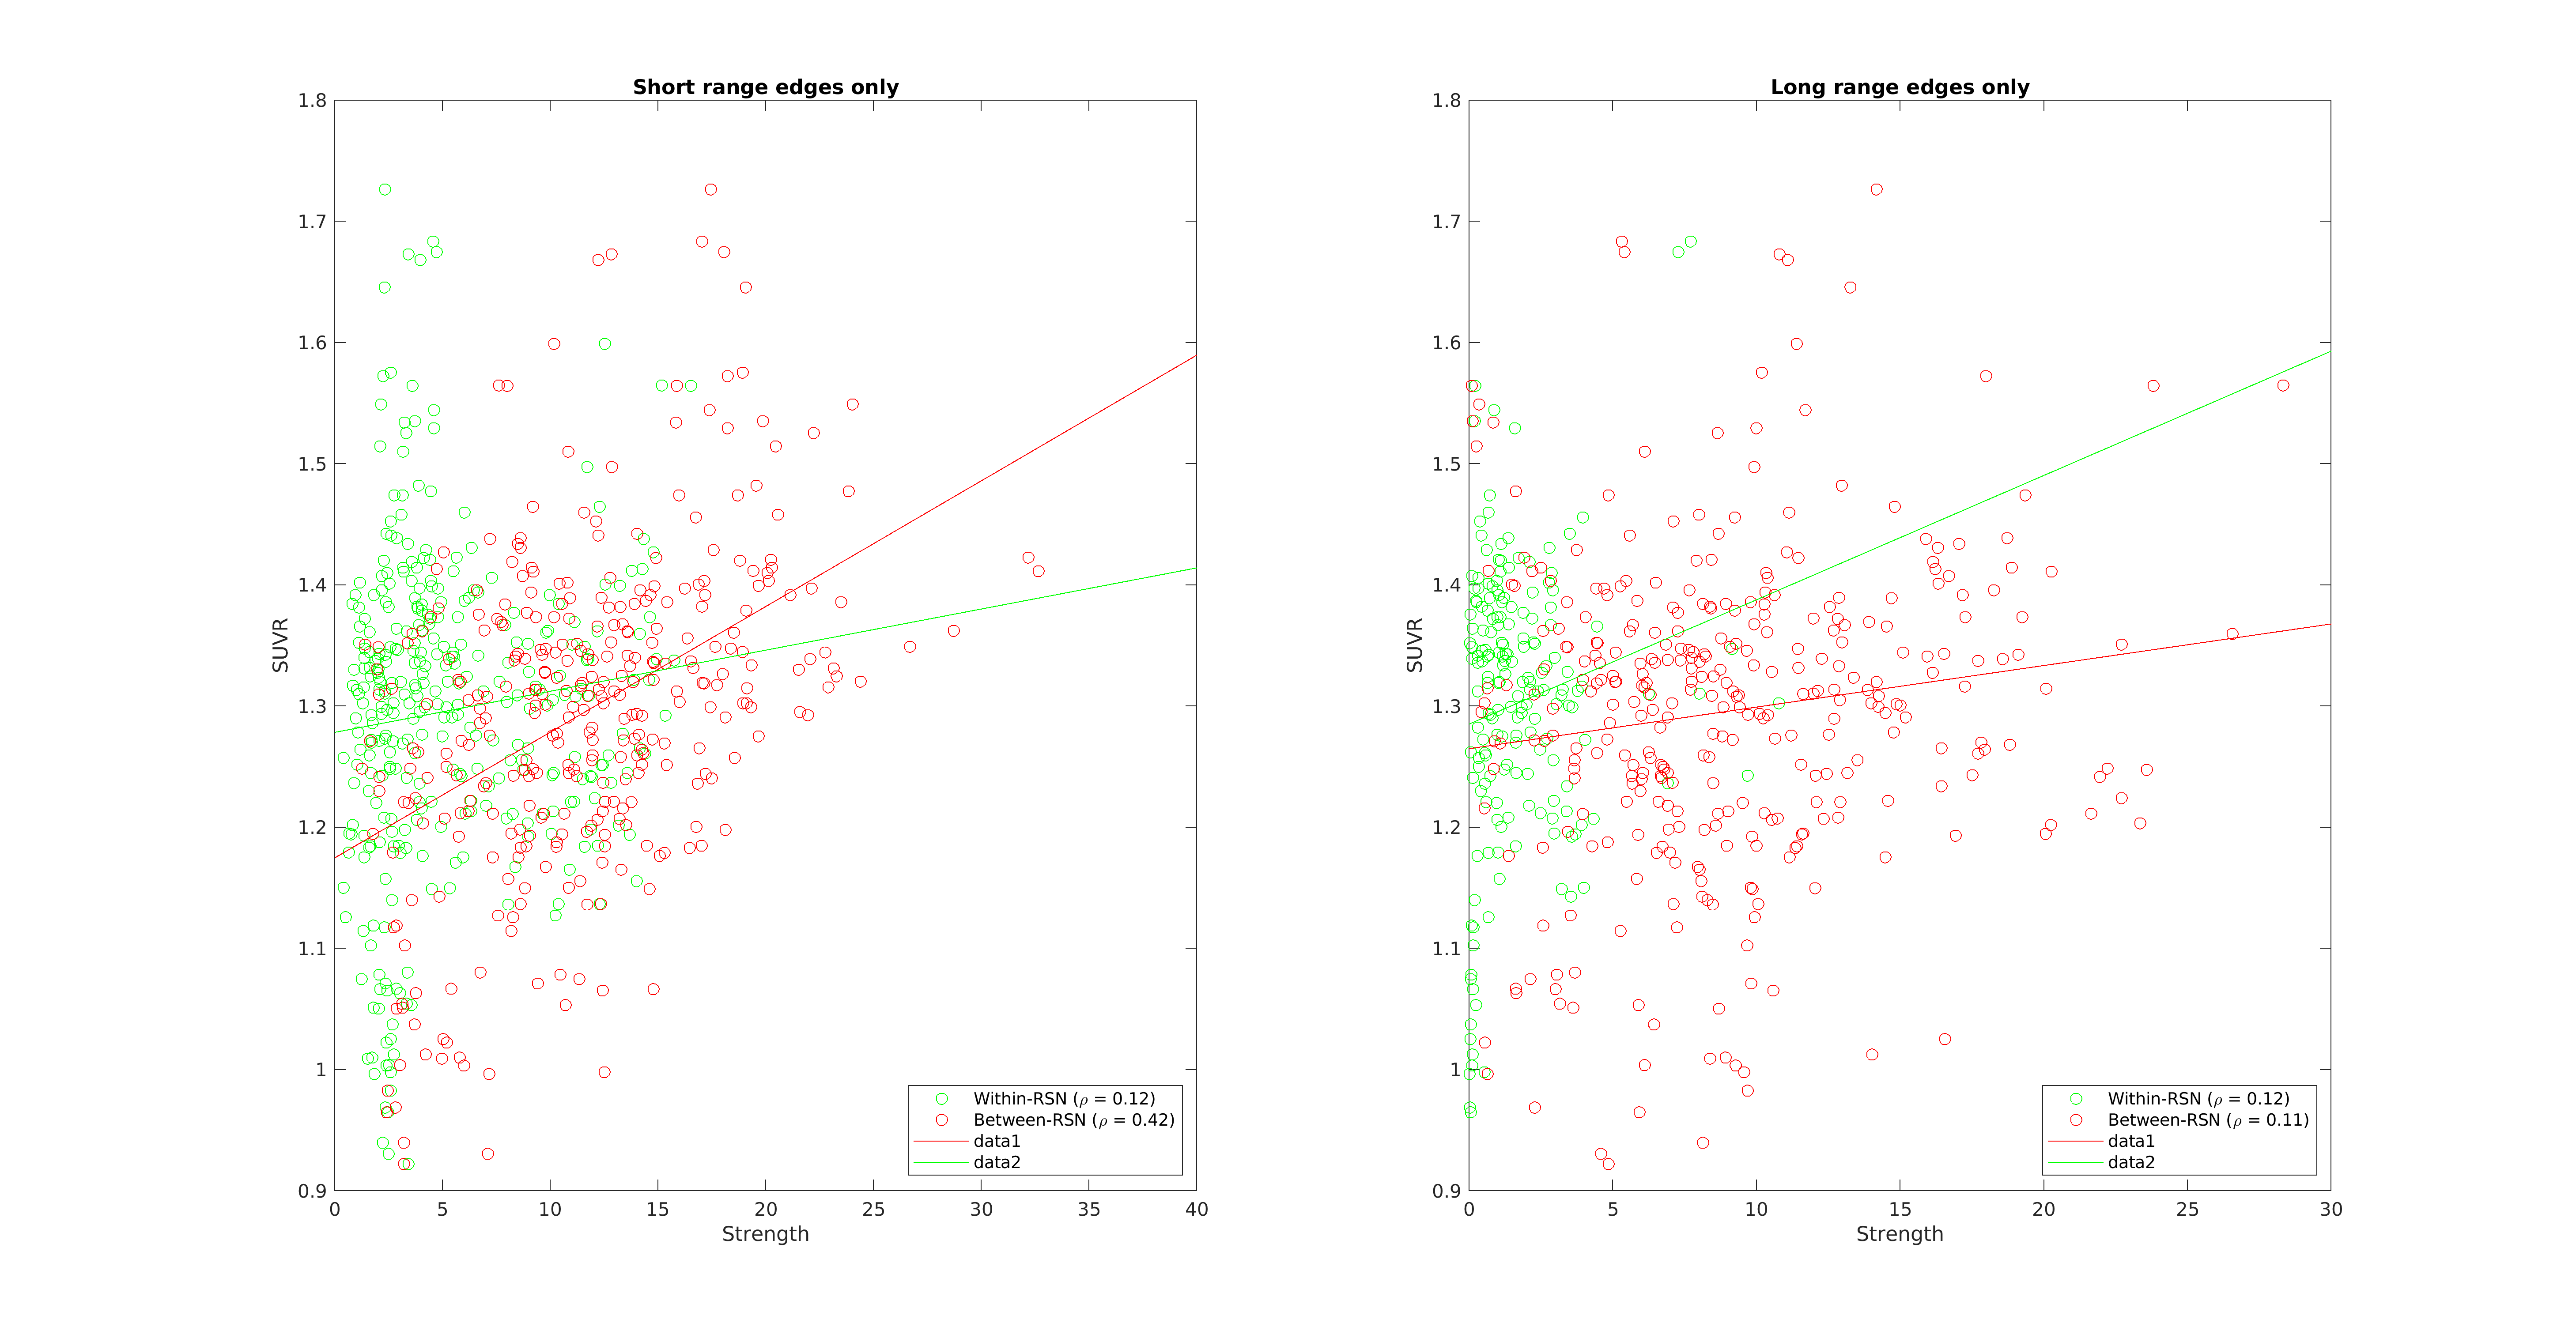 Short range edges only
1.8
1.7
1.6
1.5
1.4
1.3
1.2
1.1
1
0.9
SUVR
0 5 10 15 20 25 30 35 40
Strength
Within-RSN (ρ = 0.12)
Between-RSN (ρ = 0.42)
data1
data2
Long range edges only
1.8
1.7
1.6
1.5
1.4
1.3
1.2
1.1
1
0.9
SUVR
0 5 10 15 20 25 30
Strength
Within-RSN (ρ = 0.12)
Between-RSN (ρ = 0.11)
data1
data2